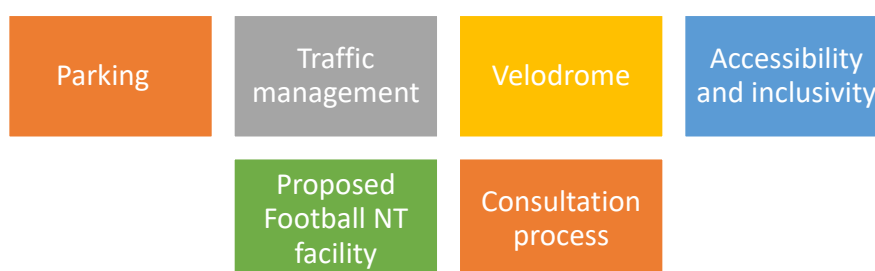 Parking
Traffic
management
Velodrome
Accessibility
and inclusivity
Proposed
Football NT
facility
Consultation
process